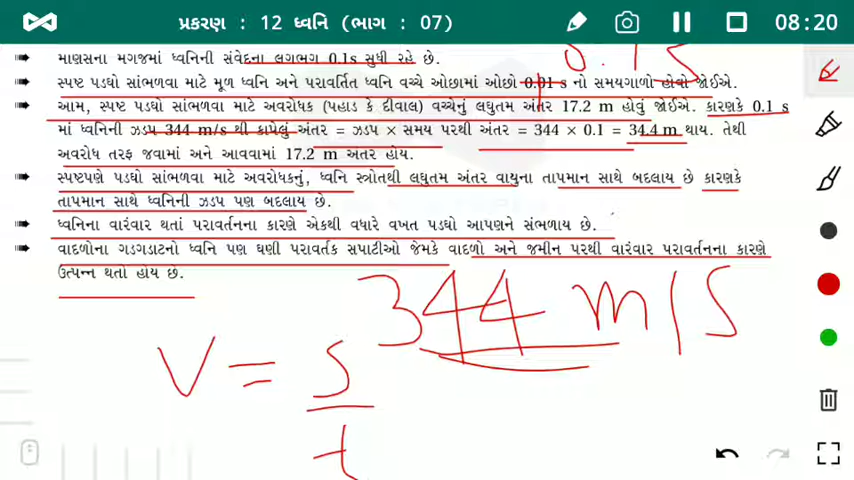 પ્રકરણ : 12 ધ્વનિ (ભાગ : 07)
08:20
માણસના મગજમાં ધ્વનિની સંવેદના લગભગ 0.1s સુધી રહે છે.
0.1s
સ્પષ્ટ પડઘો સાંભળવા માટે મૂળ ધ્વનિ અને પરાવર્તિત ધ્વનિ વચ્ચે ઓછામાં ઓછો 0.01 s નો સમયગાળો હોવો જોઈએ.
આમ, સ્પષ્ટ પડઘો સાંભળવા માટે અવરોધક (પહાડ કે દીવાલ) વચ્ચેનું લઘુતમ અંતર 17.2 m હોવું જોઈએ. કારણકે 0.1 s
માં ધ્વનિની ઝડપ 344 m/s થી કાપેલું અંતર = ઝડપ × સમય પરથી અંતર = 344 × 0.1 = 34.4 m થાય. તેથી
અવરોધ તરફ જવામાં અને આવવામાં 17.2 m અંતર હોય.
સ્પષ્ટપણે પડઘો સાંભળવા માટે અવરોધકનું, ધ્વનિ સ્ત્રોતથી લઘુતમ અંતર વાયુના તાપમાન સાથે બદલાય છે કારણકે
તાપમાન સાથે ધ્વનિની ઝડપ પણ બદલાય છે.
ધ્વનિના વારંવાર થતાં પરાવર્તનના કારણે એકથી વધારે વખત પડઘો આપણને સંભળાય છે.
વાદળોના ગડગડાટનો ધ્વનિ પણ ઘણી પરાવર્તક સપાટીઓ જેમકે વાદળો અને જમીન પરથી વારંવાર પરાવર્તનના કારણે
ઉત્પન્ન થતો હોય છે.
344 m/s
V = s
t